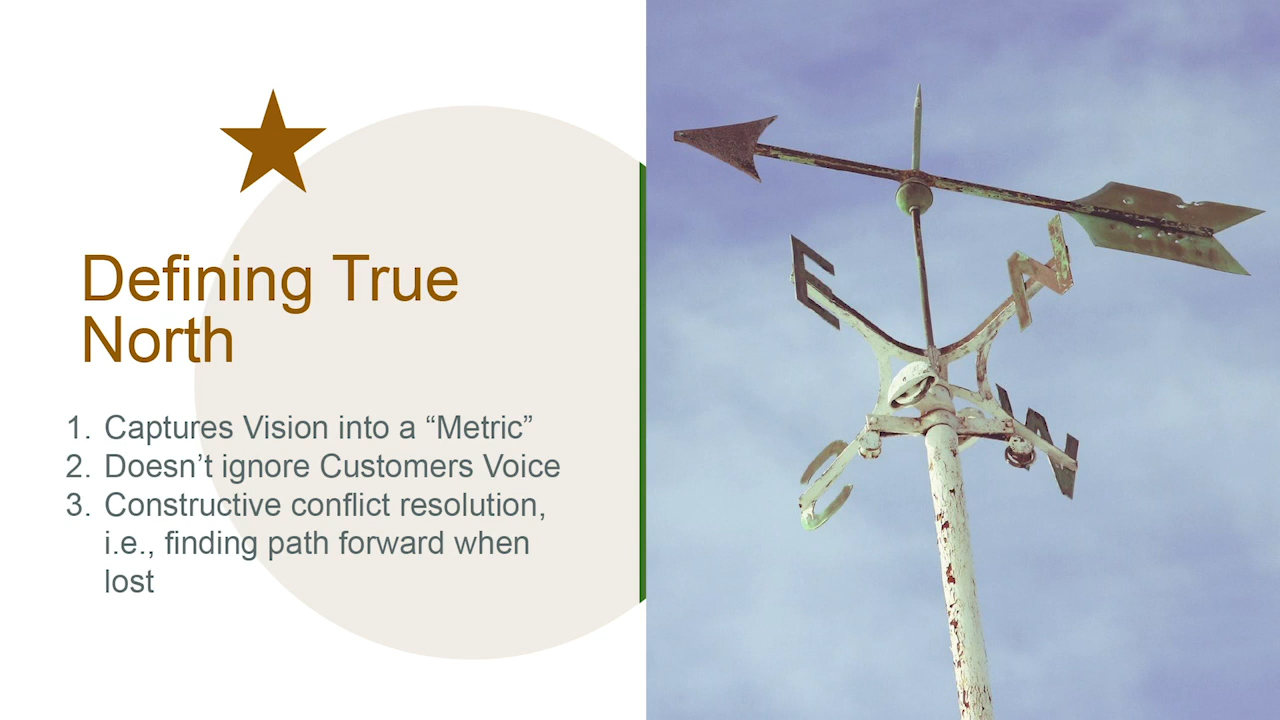 Defining True
North
1. Captures Vision into a “Metric”
2. Doesn’t ignore Customers Voice
3. Constructive conflict resolution,
i.e., finding path forward when
lost
E
N
S
W